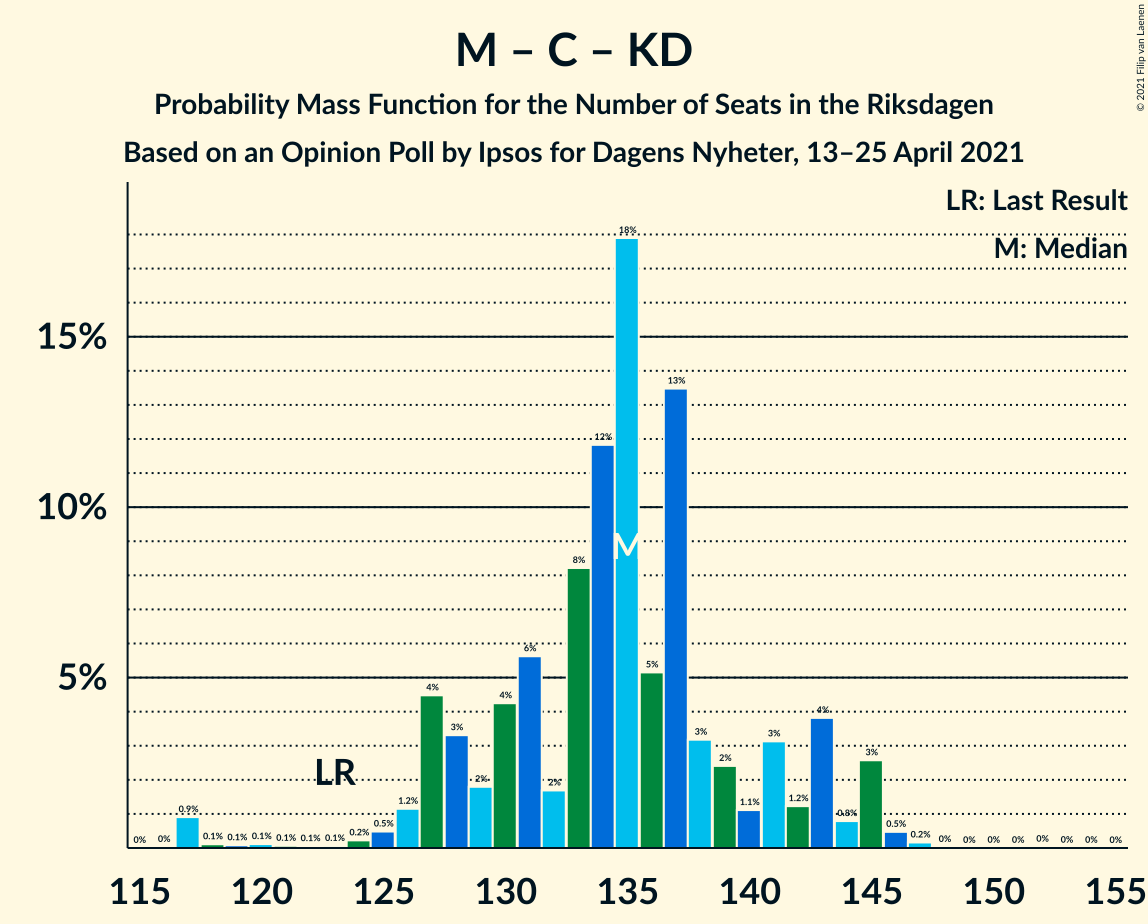 M – C – KD
Probability Mass Function for the Number of Seats in the Riksdagen
Based on an Opinion Poll by Ipsos for Dagens Nyheter, 13–25 April 2021
© 2021 Filip van Laenen
LR: Last Result
M: Median
15%
10%
5%
0% 0% 0.9% 0.1% 0.1% 0.1% 0.1% 0.1% 0.1% 0.2% 0.5% 1.2% 4% 3% 2% 4% 6% 2% 8% 12% 18% 5% 13% 3% 2% 1.1% 3% 1.2% 4% 0.8% 3% 0.5% 0.2% 0% 0% 0% 0% 0% 0% 0% 0%
M
LR
115 120 125 130 135 140 145 150 155